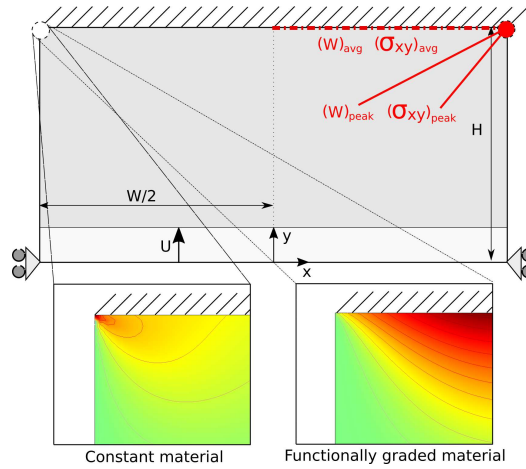 (W)avg (σxy)avg
(W)peak (σxy)peak
H
W/2
U
y
x
Constant material
Functionally graded material